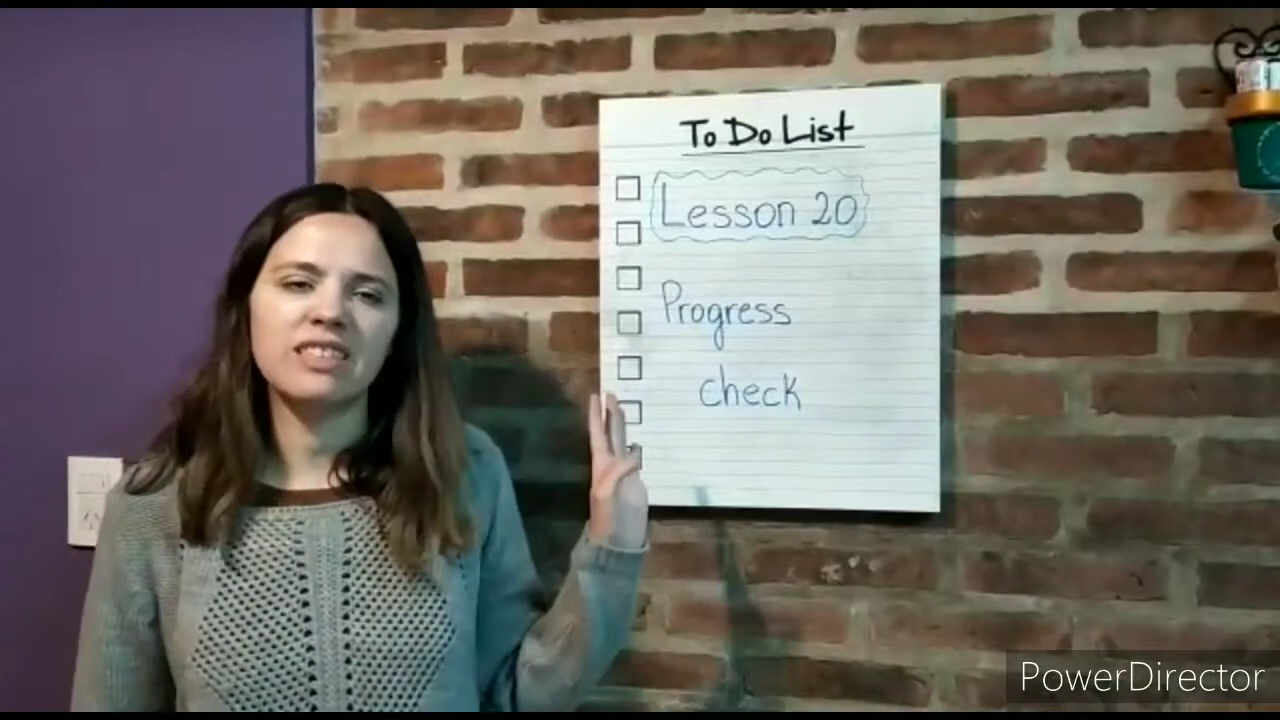 To Do List
Lesson 20
Progress
check
PowerDirector